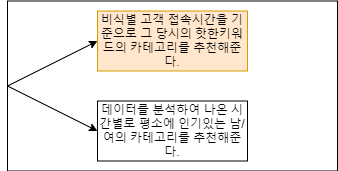 비식별 고객 접속시간을 기
준으로 그 당시의 핫한키워
드의 카테고리를 추천해준
다.
데이터를 분석하여 나온 시
간별로 평소에 인기있는 남/
여의 카테고리를 추천해준
다.